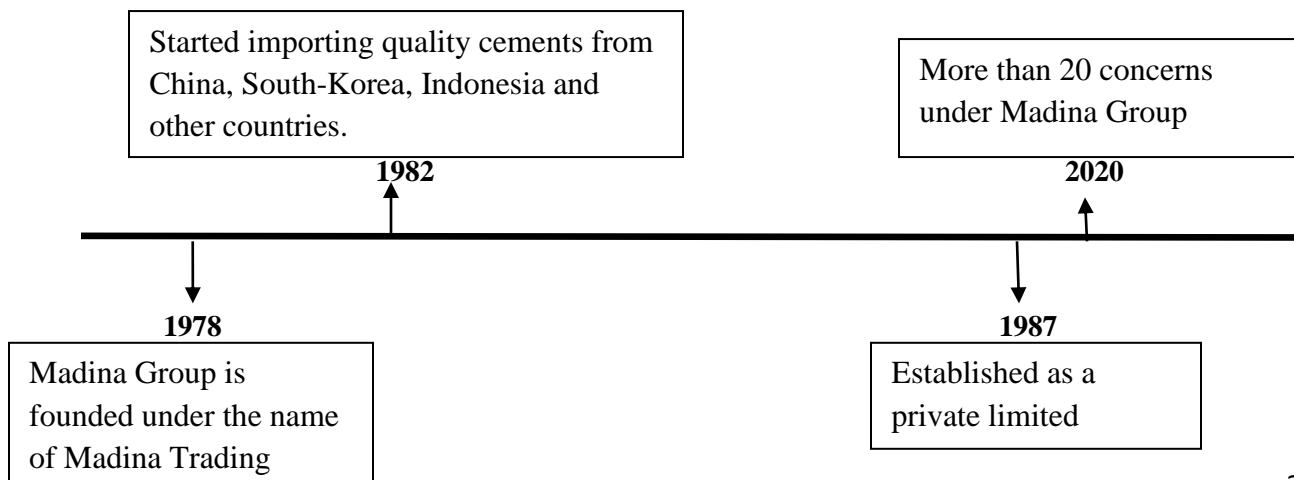 Started importing quality cements from
China, South-Korea, Indonesia and
other countries.
1982
More than 20 concerns
under Madina Group
2020
1978
Madina Group is
founded under the name
of Madina Trading
1987
Established as a
private limited